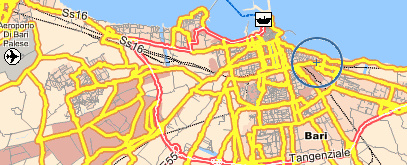 Ss16
Aeroporto
Di Bari
Palese
Ss16
Bari
Tangenziale